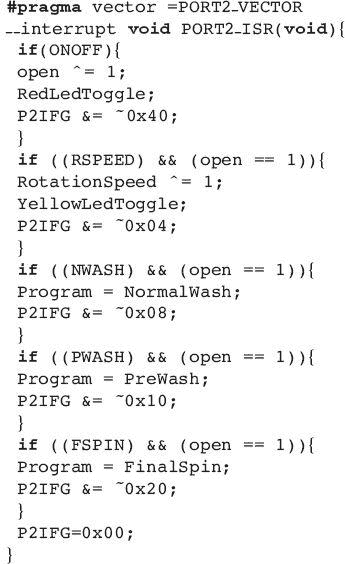 #pragma vector =PORT2_VECTOR
__interrupt void PORT2_ISR(void){
if(ONOFF){
open ^= 1;
RedLedToggle;
P2IFG &= ~0x40;
}
if ((RSPEED) && (open == 1)){
RotationSpeed ^= 1;
YellowLedToggle;
P2IFG &= ~0x04;
}
if ((NWASH) && (open == 1)){
Program = NormalWash;
P2IFG &= ~0x08;
}
if ((PWASH) && (open == 1)){
Program = PreWash;
P2IFG &= ~0x10;
}
if ((FSPIN) && (open == 1)){
Program = FinalSpin;
P2IFG &= ~0x20;
}
P2IFG=0x00;
}